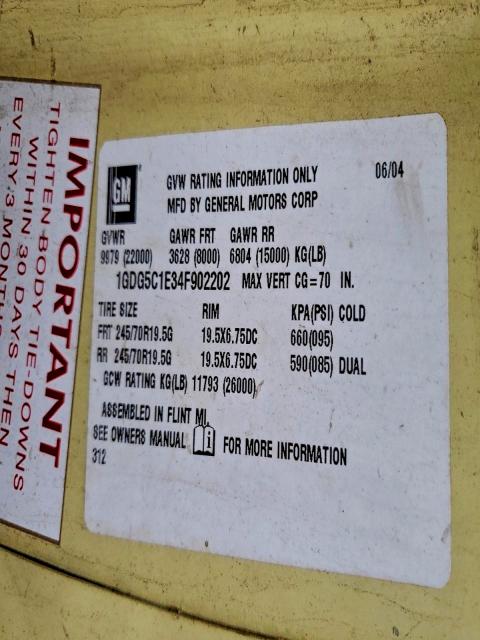 IMPORTANT
TIGHTEN BODY TIE-DOWNS
WITHIN 30 DAYS THEN
EVERY 3 MONTHS
GM
GVW RATING INFORMATION ONLY 06/04
MFD BY GENERAL MOTORS CORP
GVWR GAWR FRT GAWR RR
9979 (22000) 3628 (8000) 6804 (15000) KG(LB)
1GDG5C1E34F902202 MAX VERT CG=70 IN.
TIRE SIZE RIM KPA(PSI) COLD
FRT 245/70R19.5G 19.5X6.75DC 660(095)
RR 245/70R19.5G 19.5X6.75DC 590(085) DUAL
GCW RATING KG(LB) 11793 (26000)
ASSEMBLED IN FLINT MI.
SEE OWNERS MANUAL i FOR MORE INFORMATION
312